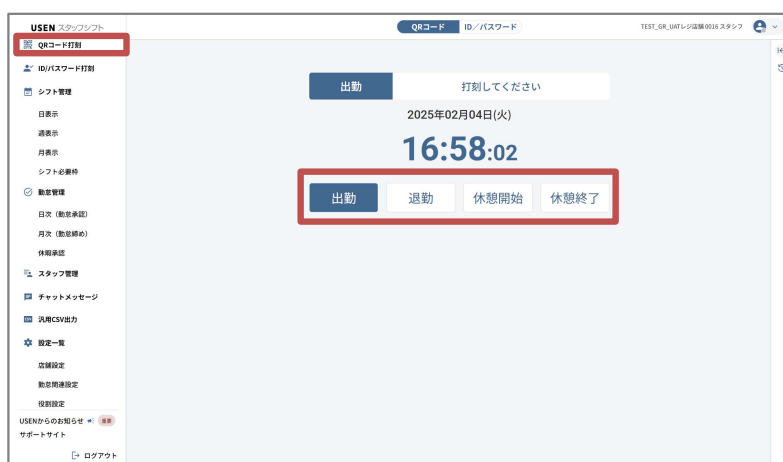 USEN スタッフシフト
QRコード打刻
ID/パスワード打刻
シフト管理
日表示
週表示
月表示
シフト必要枠
勤怠管理
日次（勤怠承認）
月次（勤怠締め）
休暇承認
スタッフ管理
チャットメッセージ
汎用CSV出力
設定一覧
店舗設定
勤怠関連設定
役割設定
USENからのお知らせ 重要
サポートサイト
ログアウト
QRコード ID／パスワード
TEST_GR_UATレジ店舗 0016 スタシフ
出勤 打刻してください
2025年02月04日(火)
16:58:02
出勤 退勤 休憩開始 休憩終了